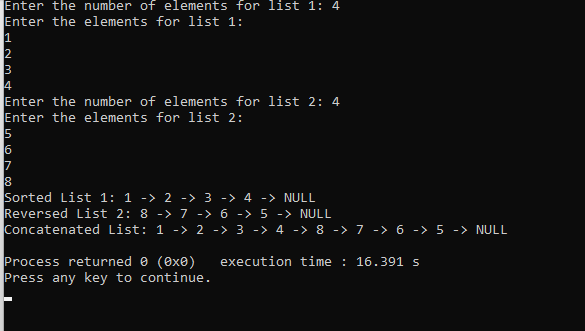 Enter the number of elements for list 1: 4
Enter the elements for list 1:
1
2
3
4
Enter the number of elements for list 2: 4
Enter the elements for list 2:
5
6
7
8
Sorted List 1: 1 -> 2 -> 3 -> 4 -> NULL
Reversed List 2: 8 -> 7 -> 6 -> 5 -> NULL
Concatenated List: 1 -> 2 -> 3 -> 4 -> 8 -> 7 -> 6 -> 5 -> NULL
Process returned 0 (0x0)   execution time : 16.391 s
Press any key to continue.